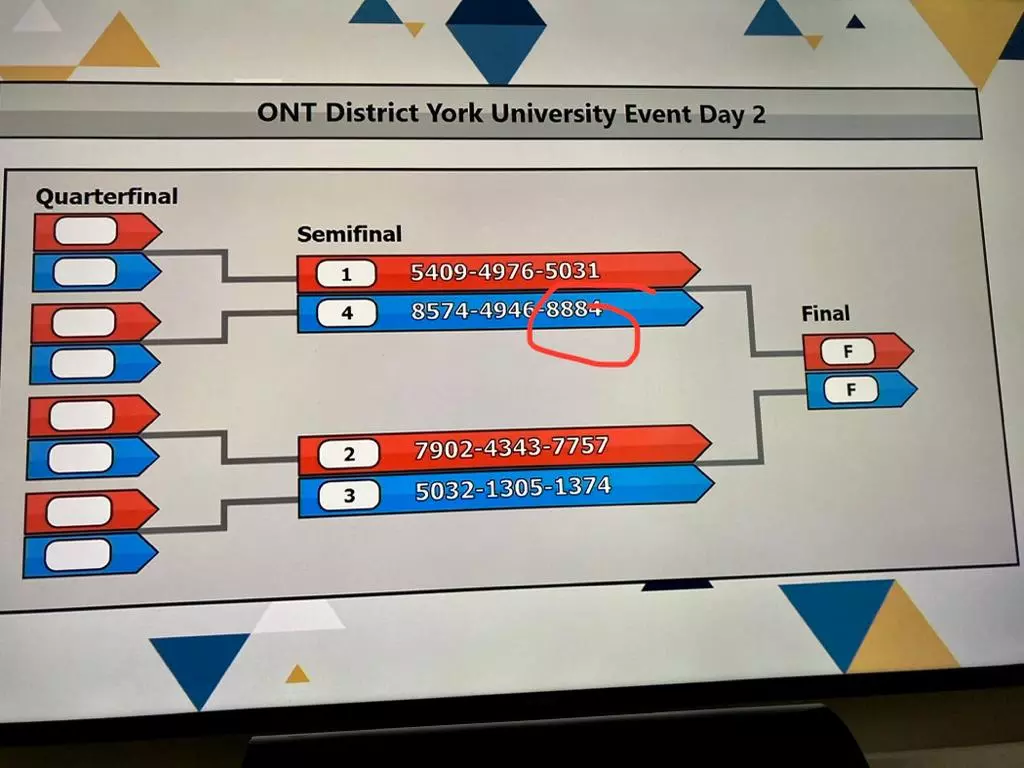 ONT District York University Event Day 2
Quarterfinal
Semifinal
1 5409-4976-5031
4 8574-4946-8884
2 7902-4343-7757
3 5032-1305-1374
Final
F
F